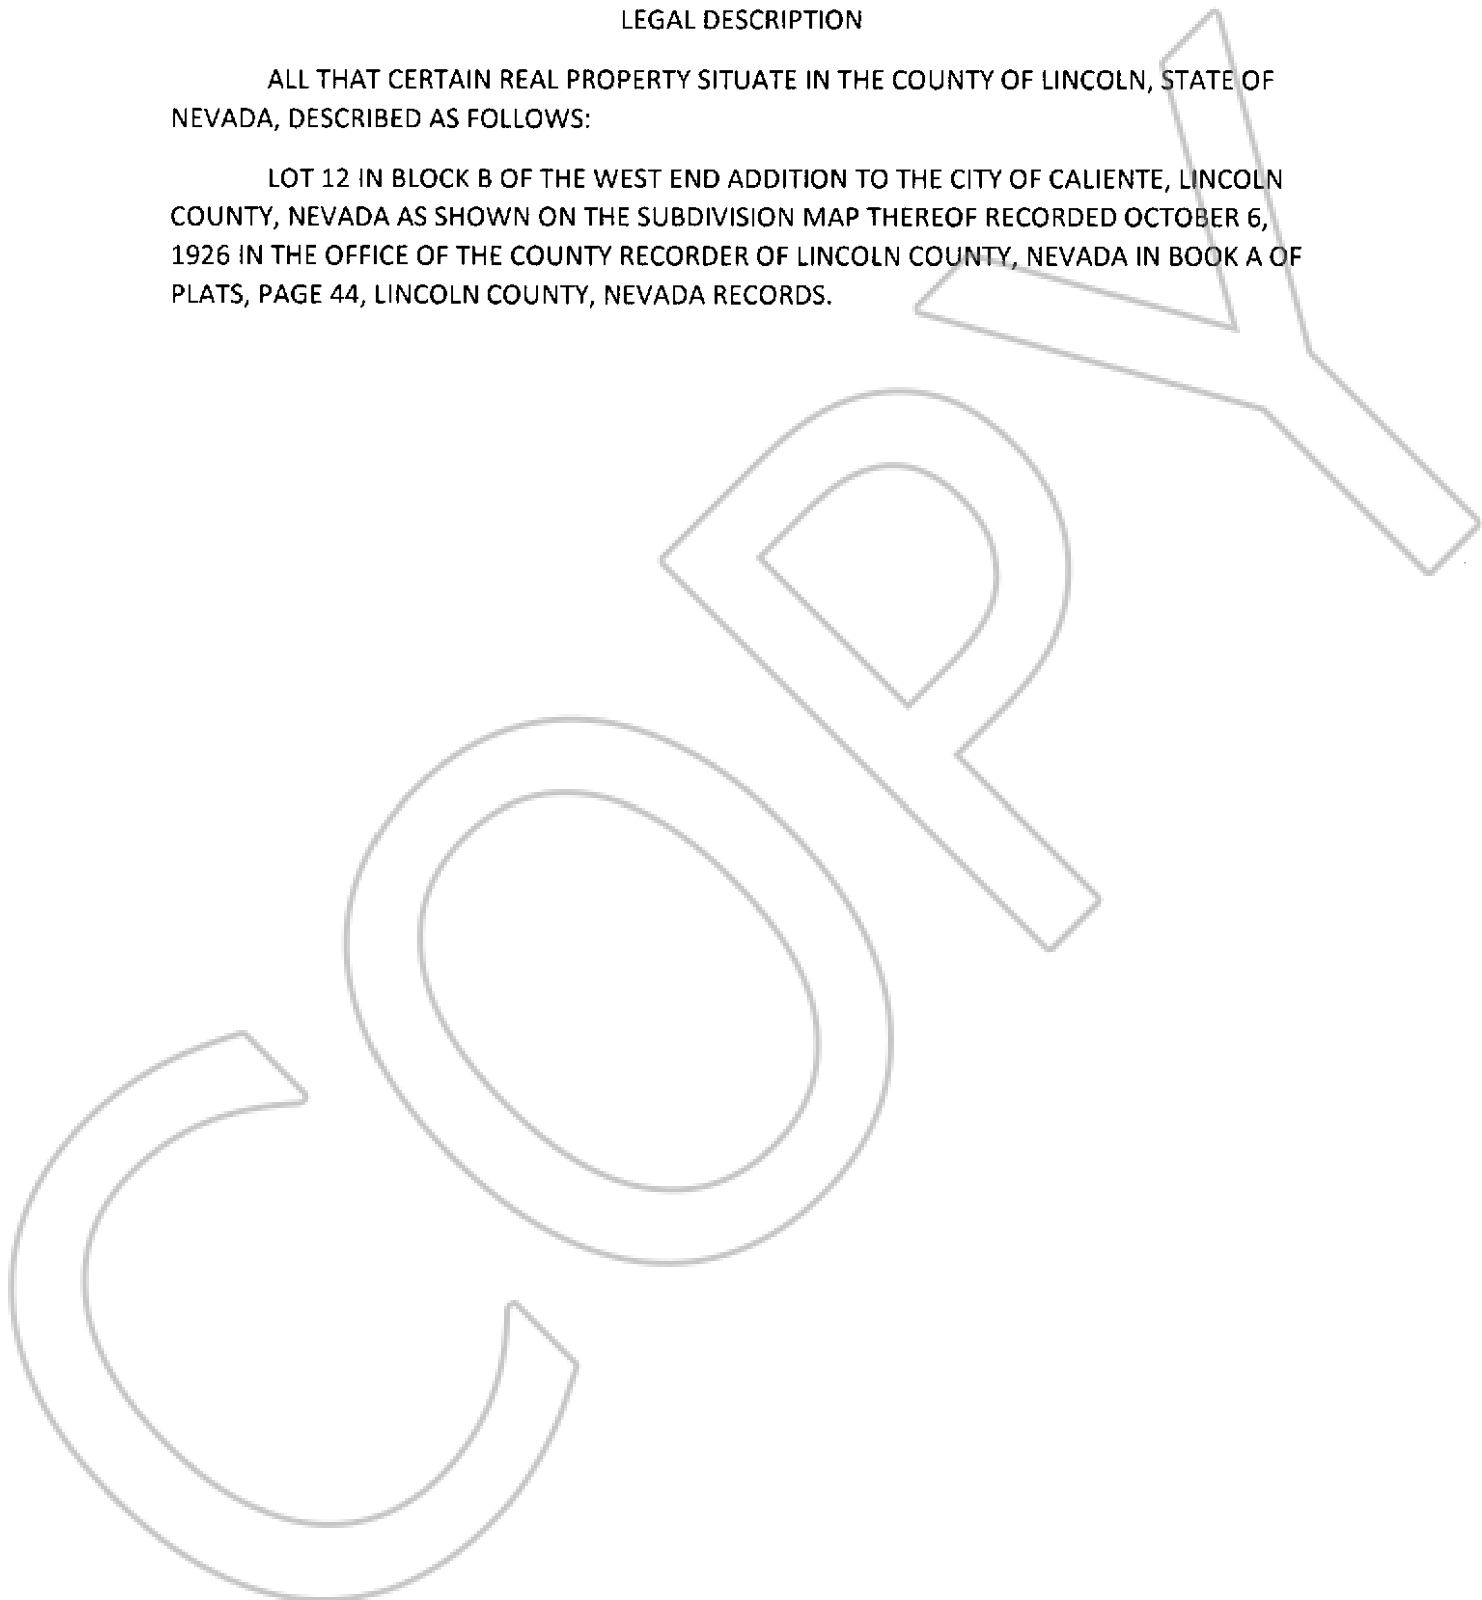 LEGAL DESCRIPTION
ALL THAT CERTAIN REAL PROPERTY SITUATE IN THE COUNTY OF LINCOLN, STATE OF
NEVADA, DESCRIBED AS FOLLOWS:
LOT 12 IN BLOCK B OF THE WEST END ADDITION TO THE CITY OF CALIENTE, LINCOLN
COUNTY, NEVADA AS SHOWN ON THE SUBDIVISION MAP THEREOF RECORDED OCTOBER 6,
1926 IN THE OFFICE OF THE COUNTY RECORDER OF LINCOLN COUNTY, NEVADA IN BOOK A OF
PLATS, PAGE 44, LINCOLN COUNTY, NEVADA RECORDS.
COPY